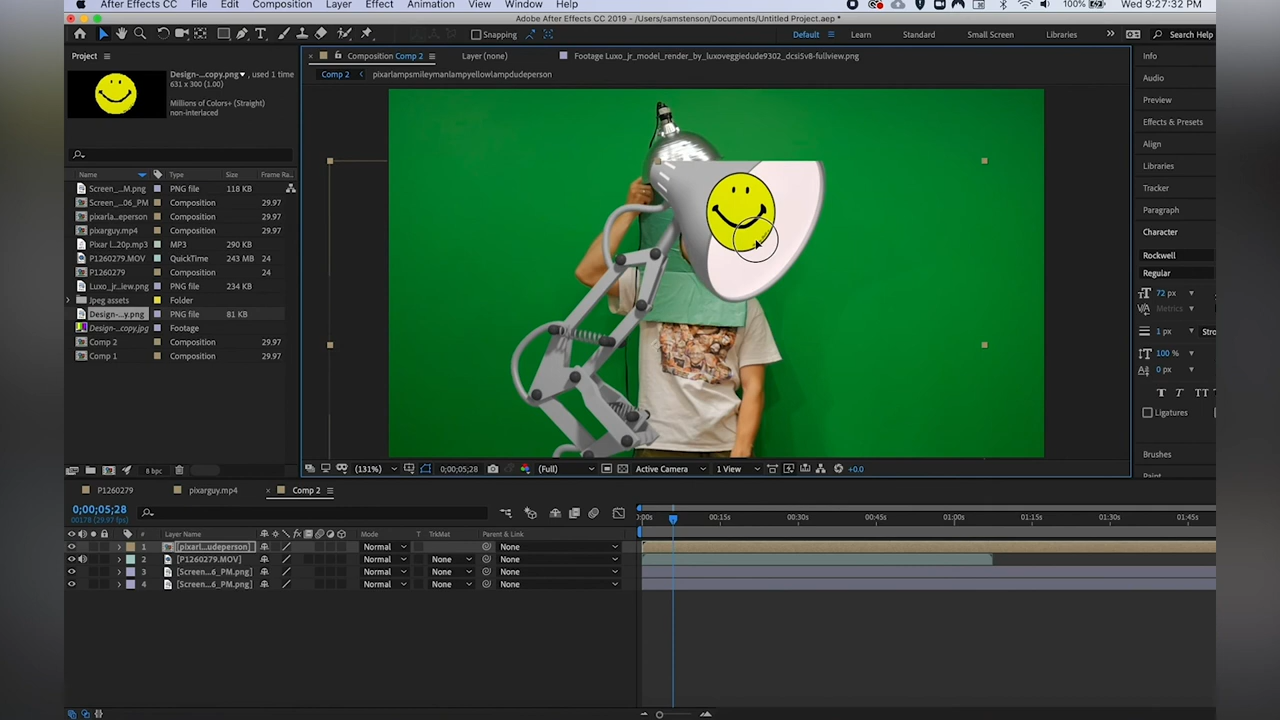 After Effects CC File Edit Composition Layer Effect Animation View Window Help 100% Wed 9:27:32 PM
Adobe After Effects CC 2019 - /Users/samstenson/Documents/Untitled Project.aep *
Snapping Default Learn Standard Small Screen Libraries Search Help
Project Composition Comp 2 Layer (none) Footage Luxo_jr_model_render_by_luxoveggiedude9302_dcsi5v8-fullview.png
Design-...copy.png, used 1 time
631 x 300 (1.00)
Millions of Colors+ (Straight)
non-interlaced
Comp 2 pixarlampsmileymanlampyellowlampdudeperson
Info
Audio
Preview
Effects & Presets
Align
Libraries
Tracker
Paragraph
Character
Rockwell
Regular
72 px
Metrics
1 px Stro
100 %
0 px
Ligatures
Brushes
Paint
Name Type Size Frame Ra...
Screen_...M.png PNG file 118 KB
Screen_...6_PM Composition 29.97
pixarla...eperson Composition 29.97
pixarguy.mp4 Composition 29.97
Pixar l...20p.mp3 MP3 290 KB
P1260279.MOV QuickTime 243 MB 24
P1260279 Composition 24
Luxo_jr...iew.png PNG file 234 KB
Jpeg assets Folder
Design-...y.png PNG file 81 KB
Design-...copy.jpg Footage
Comp 2 Composition 29.97
Comp 1 Composition 29.97
8 bpc
(131%) 0;00;05;28 (Full) Active Camera 1 View +0.0
P1260279 pixarguy.mp4 Comp 2
0;00;05;28
00178 (29.97 fps)
# Layer Name Mode T TrkMat Parent & Link
1 [pixarl...udeperson] Normal None
2 [P1260279.MOV] Normal None None
3 [Screen...6_PM.png] Normal None None
4 [Screen...6_PM.png] Normal None None
:00s 00:15s 00:30s 00:45s 01:00s 01:15s 01:30s 01:45s